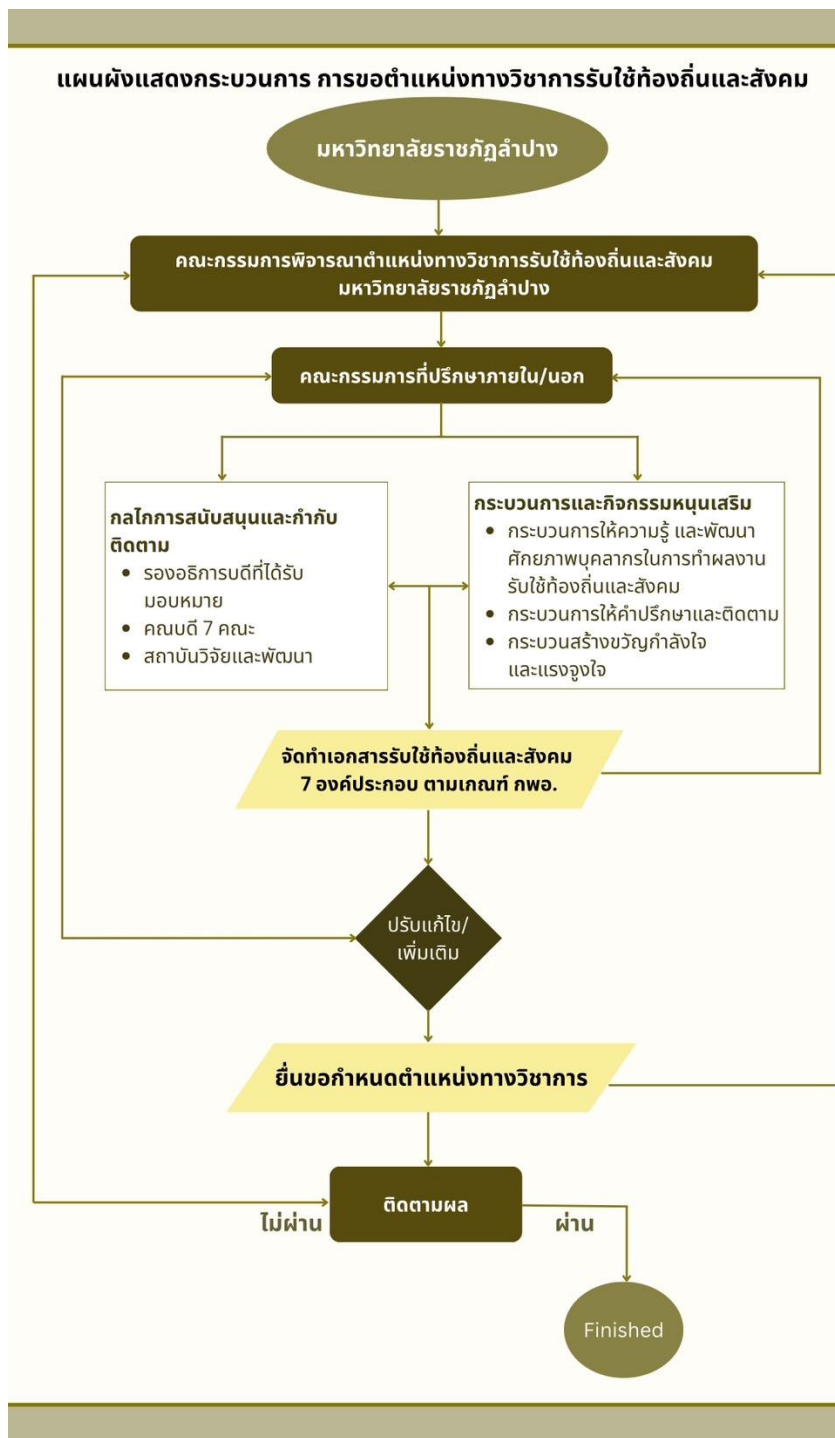 แผนผังแสดงกระบวนการ การขอตำแหน่งทางวิชาการรับใช้ท้องถิ่นและสังคม
มหาวิทยาลัยราชภัฏลำปาง
คณะกรรมการพิจารณาตำแหน่งทางวิชาการรับใช้ท้องถิ่นและสังคม
มหาวิทยาลัยราชภัฏลำปาง
คณะกรรมการที่ปรึกษาภายใน/นอก
กลไกการสนับสนุนและกำกับ
ติดตาม
• รองอธิการบดีที่ได้รับ
มอบหมาย
• คณบดี 7 คณะ
• สถาบันวิจัยและพัฒนา
กระบวนการและกิจกรรมหนุนเสริม
• กระบวนการให้ความรู้ และพัฒนา
ศักยภาพบุคลากรในการทำผลงาน
รับใช้ท้องถิ่นและสังคม
• กระบวนการให้คำปรึกษาและติดตาม
• กระบวนสร้างขวัญกำลังใจ
และแรงจูงใจ
จัดทำเอกสารรับใช้ท้องถิ่นและสังคม
7 องค์ประกอบ ตามเกณฑ์ กพอ.
ปรับแก้ไข/
เพิ่มเติม
ยื่นขอกำหนดตำแหน่งทางวิชาการ
ติดตามผล
ไม่ผ่าน
ผ่าน
Finished